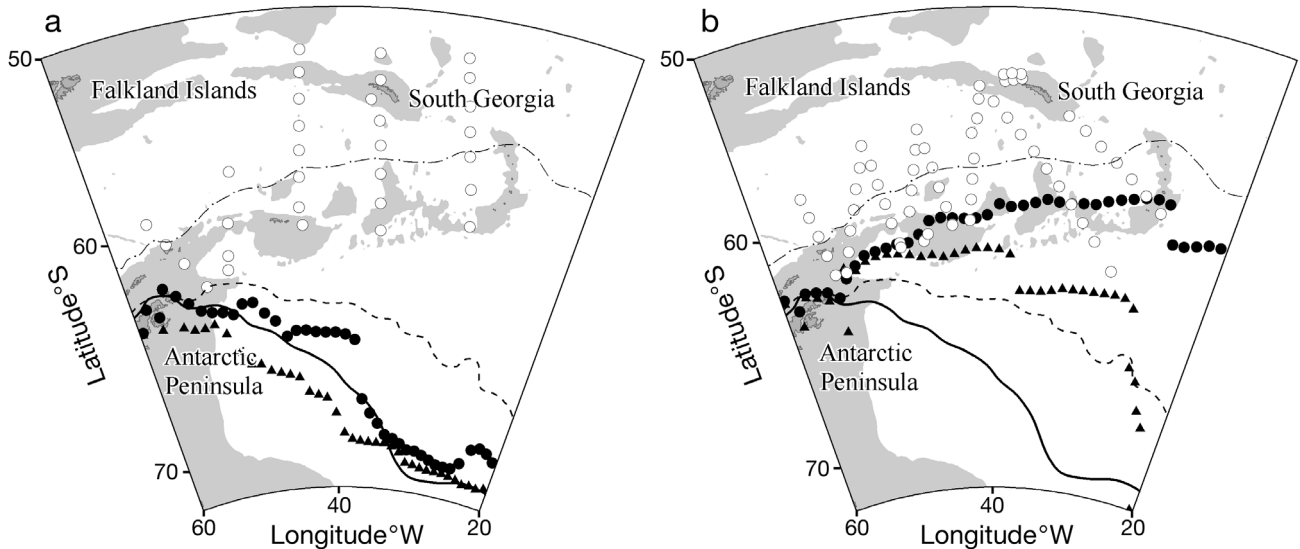 a
50
Falkland Islands
South Georgia
60
Latitude°S
Antarctic
Peninsula
70
60
40
20
Longitude°W
b
50
Falkland Islands
South Georgia
60
Latitude°S
Antarctic
Peninsula
70
60
40
20
Longitude°W